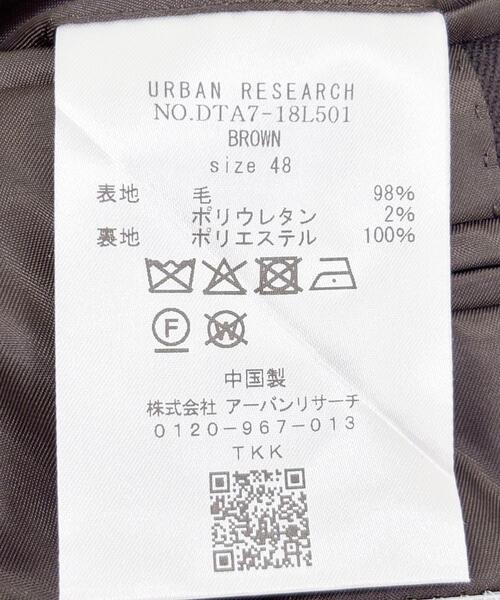 URBAN RESEARCH
NO.DTA7-18L501
BROWN
size 48
表地 毛 98%
ポリウレタン 2%
裏地 ポリエステル 100%
F W
中国製
株式会社 アーバンリサーチ
0120-967-013
TKK